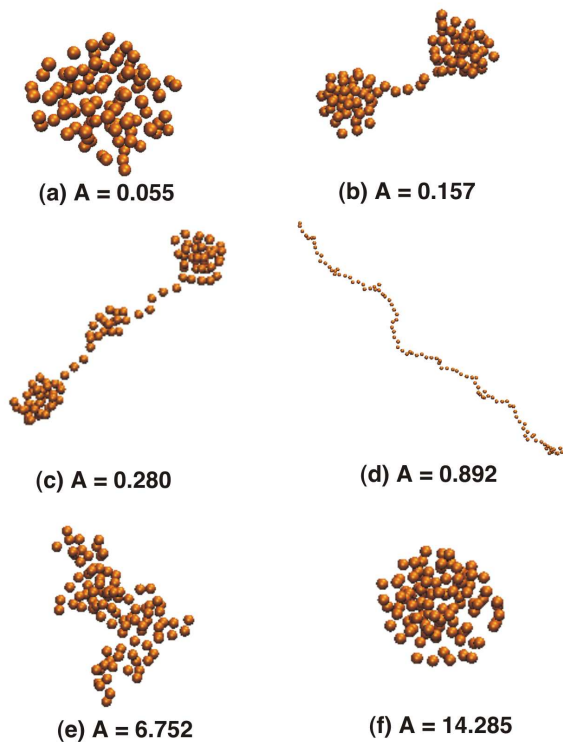 (a) A = 0.055
(b) A = 0.157
(c) A = 0.280
(d) A = 0.892
(e) A = 6.752
(f) A = 14.285